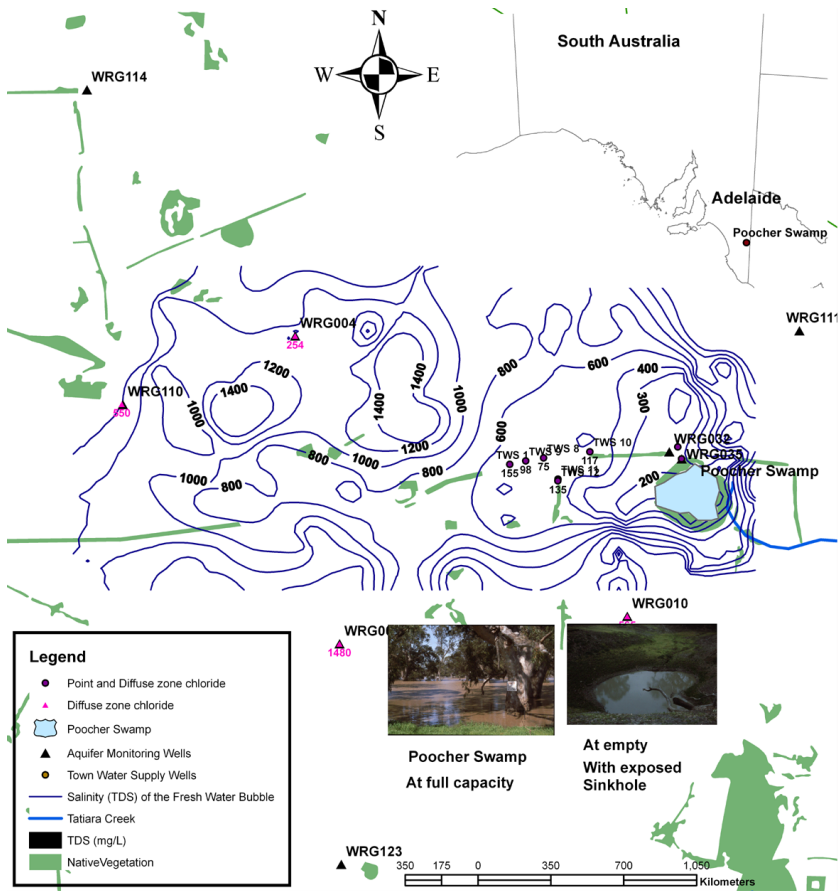 N
W
E
S
South Australia
Adelaide
Poocher Swamp
WRG114
WRG111
WRG004
254
WRG110
950
1200
1400
1000
1400
1400
1000
1200
1000
800
800
1000
800
800
600
600
400
300
200
TWS 10
117
TWS 8
75
98
TWS 1
155
135
WRG032
WRG035
Poocher Swamp
WRG010
1480
Poocher Swamp
At full capacity
At empty
With exposed
Sinkhole
Legend
Point and Diffuse zone chloride
Diffuse zone chloride
Poocher Swamp
Aquifer Monitoring Wells
Town Water Supply Wells
Salinity (TDS) of the Fresh Water Bubble
Tatiara Creek
TDS (mg/L)
NativeVegetation
WRG123
350 175 0 350 700 1,050
Kilometers